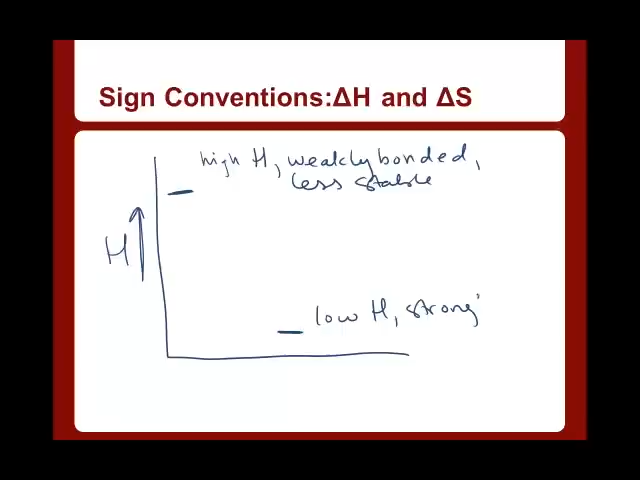 Sign Conventions:ΔH and ΔS
high H, weakly bonded,
less stable
H
low H, strong